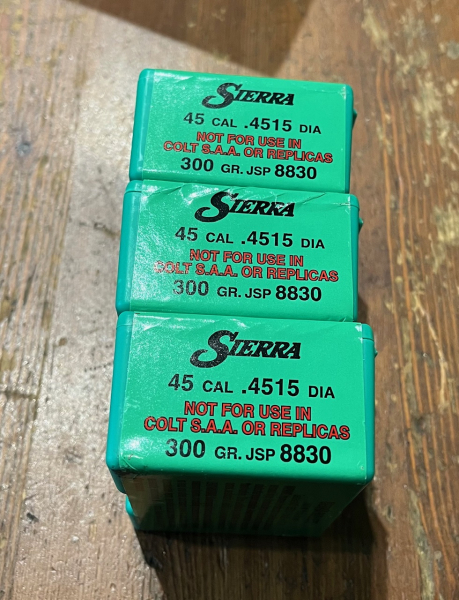 SIERRA
45 CAL .4515 DIA
NOT FOR USE IN
COLT S.A.A. OR REPLICAS
300 GR. JSP 8830
SIERRA
45 CAL .4515 DIA
NOT FOR USE IN
COLT S.A.A. OR REPLICAS
300 GR. JSP 8830
SIERRA
45 CAL .4515 DIA
NOT FOR USE IN
COLT S.A.A. OR REPLICAS
300 GR. JSP 8830